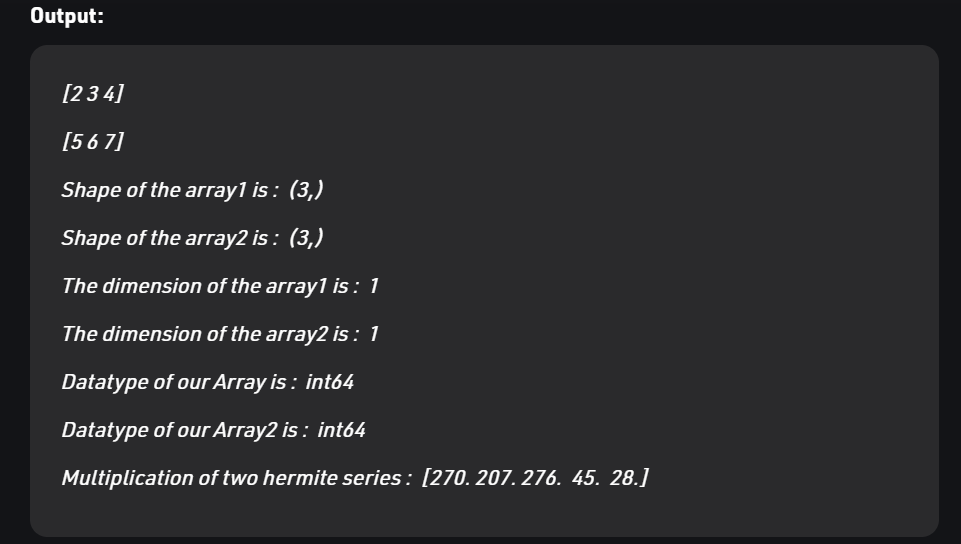 Output:
[2 3 4]
[5 6 7]
Shape of the array1 is :  (3,)
Shape of the array2 is :  (3,)
The dimension of the array1 is :  1
The dimension of the array2 is :  1
Datatype of our Array is :  int64
Datatype of our Array2 is :  int64
Multiplication of two hermite series :  [270. 207. 276.  45.  28.]